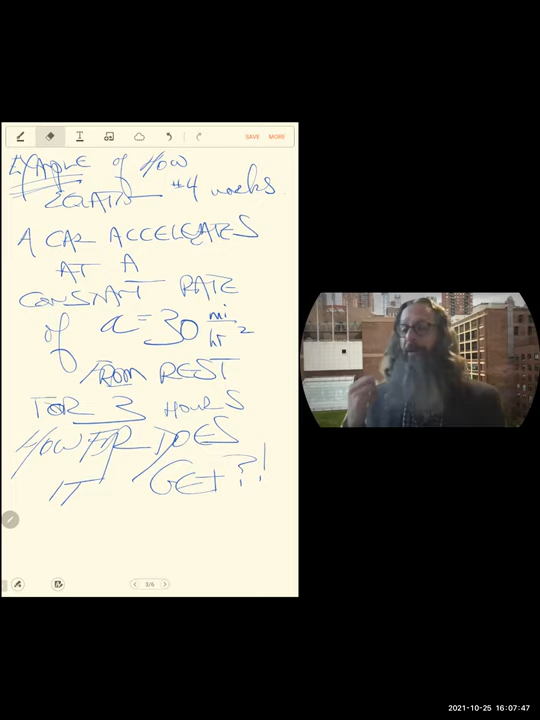 SAVE MORE
EXAMPLE of HOW
EQUATION #4 works
A CAR ACCELERATES
AT A
CONSTANT RATE
of a = 30 mi/hr²
FROM REST
FOR 3 HOURS
HOW FAR DOES
IT GET?!
3/6
2021-10-25 16:07:47